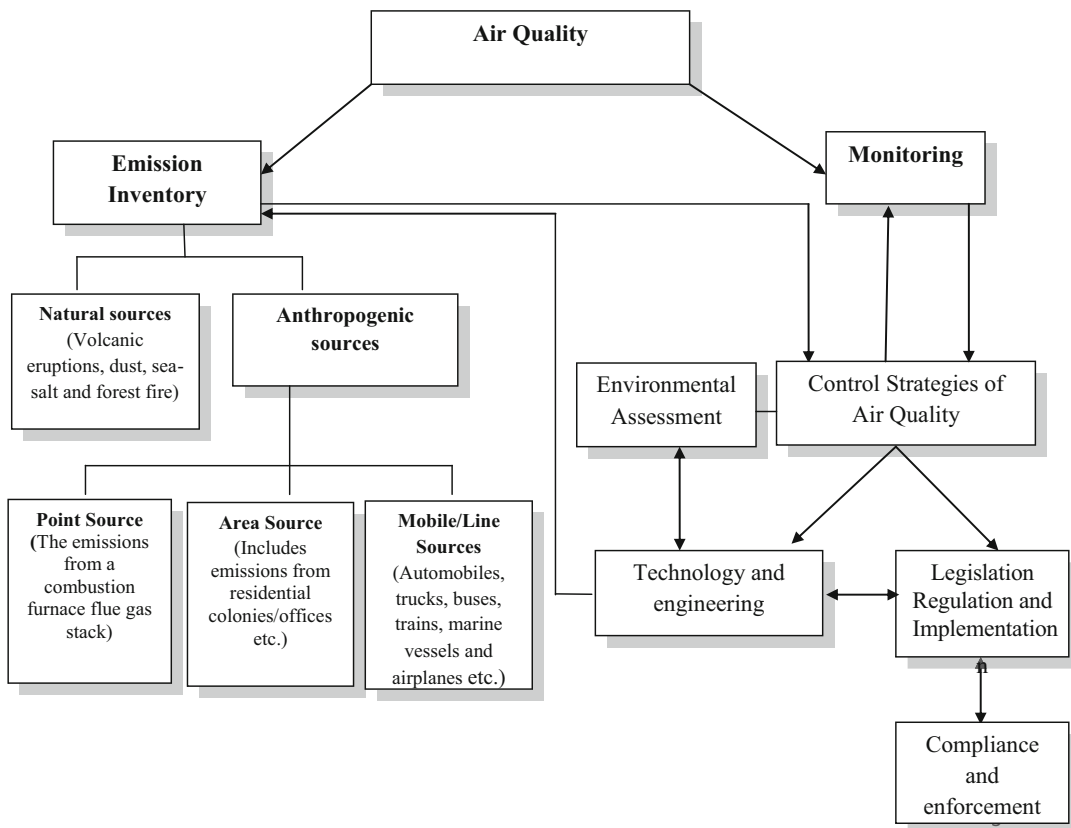 Air Quality
Emission
Inventory
Monitoring
Natural sources
(Volcanic
eruptions, dust, sea-
salt and forest fire)
Anthropogenic
sources
Environmental
Assessment
Control Strategies of
Air Quality
Point Source
(The emissions
from a
combustion
furnace flue gas
stack)
Area Source
(Includes
emissions from
residential
colonies/offices
etc.)
Mobile/Line
Sources
(Automobiles,
trucks, buses,
trains, marine
vessels and
airplanes etc.)
Technology and
engineering
Legislation
Regulation and
Implementation
n
Compliance
and
enforcement